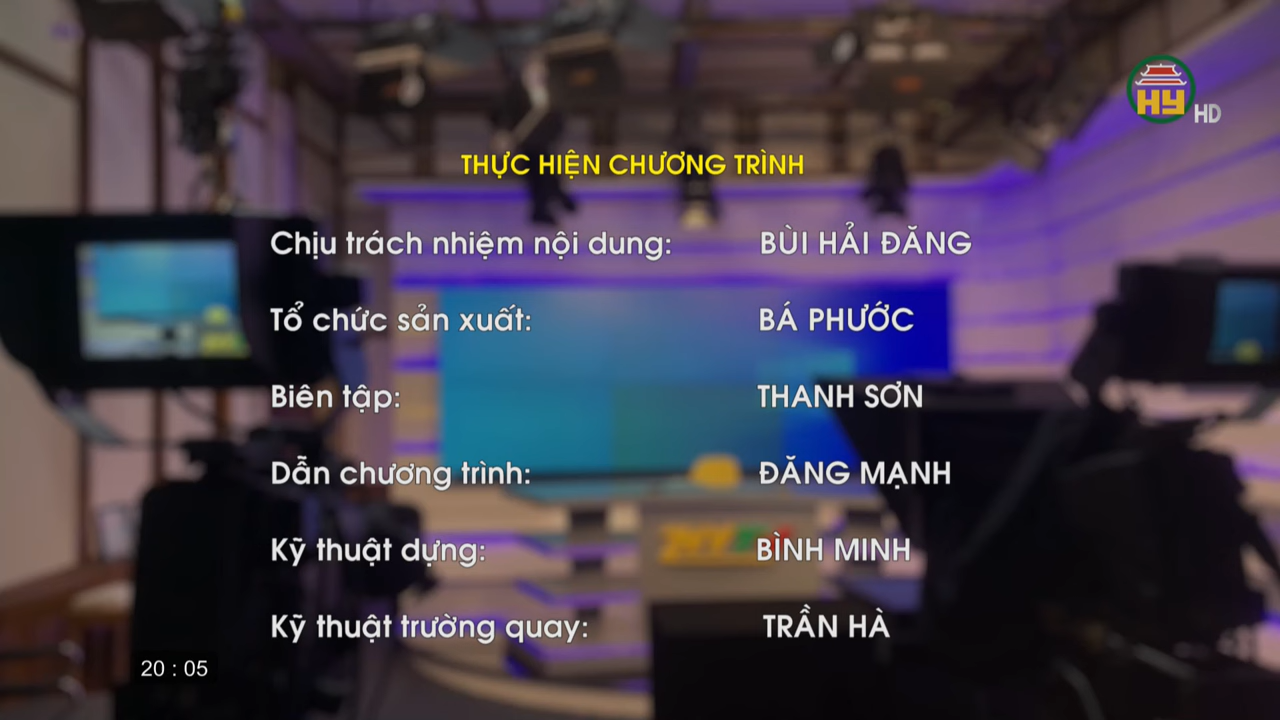 HY HD
THỰC HIỆN CHƯƠNG TRÌNH
Chịu trách nhiệm nội dung: BÙI HẢI ĐĂNG
Tổ chức sản xuất: BÁ PHƯỚC
Biên tập: THANH SƠN
Dẫn chương trình: ĐĂNG MẠNH
Kỹ thuật dựng: BÌNH MINH
Kỹ thuật trường quay: TRẦN HÀ
20 : 05